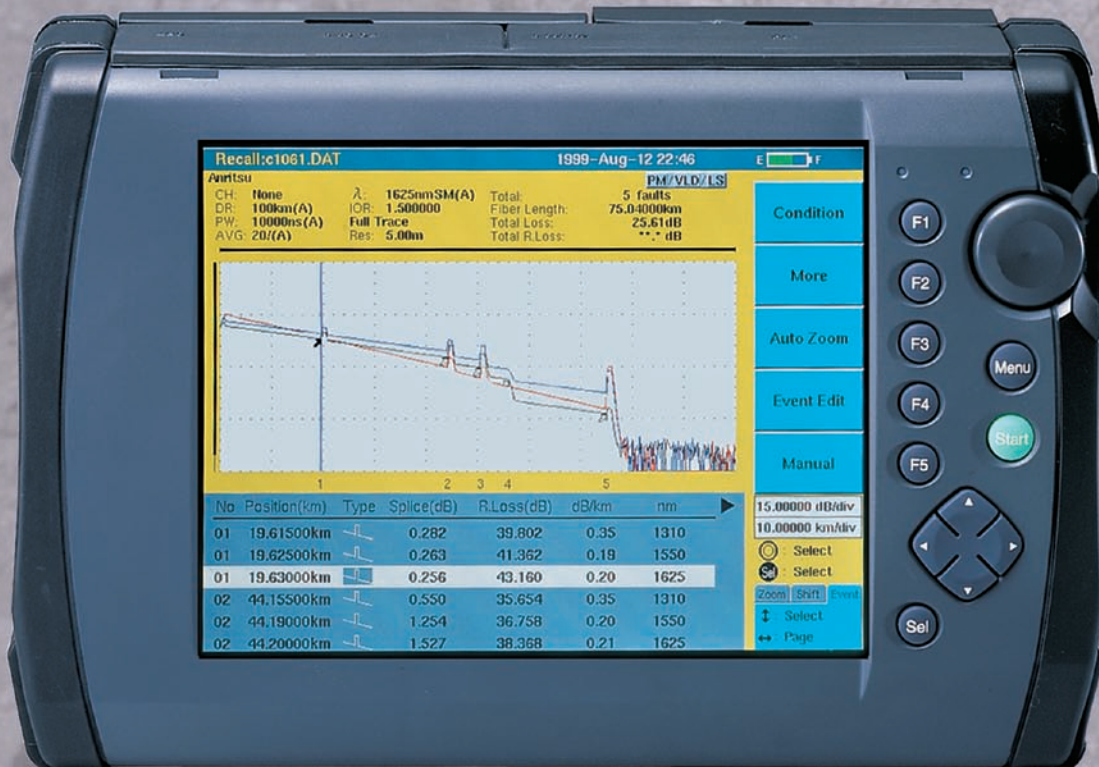 Recall:c1061.DAT 1999-Aug-12 22:46 E F
Anritsu PM/VLD/LS
CH: None λ: 1625nmSM(A) Total: 5 faults
DR: 100km(A) IOR: 1.500000 Fiber Length: 75.04000km
PW: 10000ns(A) Full Trace Total Loss: 25.61dB
AVG: 20/(A) Res: 5.00m Total R.Loss: **.* dB
Condition
F1
More
F2
Auto Zoom
F3
Menu
Event Edit
F4
Start
Manual
F5
1 2 3 4 5
No Position(km) Type Splice(dB) R.Loss(dB) dB/km nm
01 19.61500km 0.282 39.802 0.35 1310
01 19.62500km 0.263 41.362 0.19 1550
01 19.63000km 0.256 43.160 0.20 1625
02 44.15500km 0.550 35.654 0.35 1310
02 44.19000km 1.254 36.758 0.20 1550
02 44.20000km 1.527 38.368 0.21 1625
15.00000 dB/div
10.00000 km/div
: Select
Sel : Select
Zoom Shift Event
↕ : Select
↔ : Page
Sel